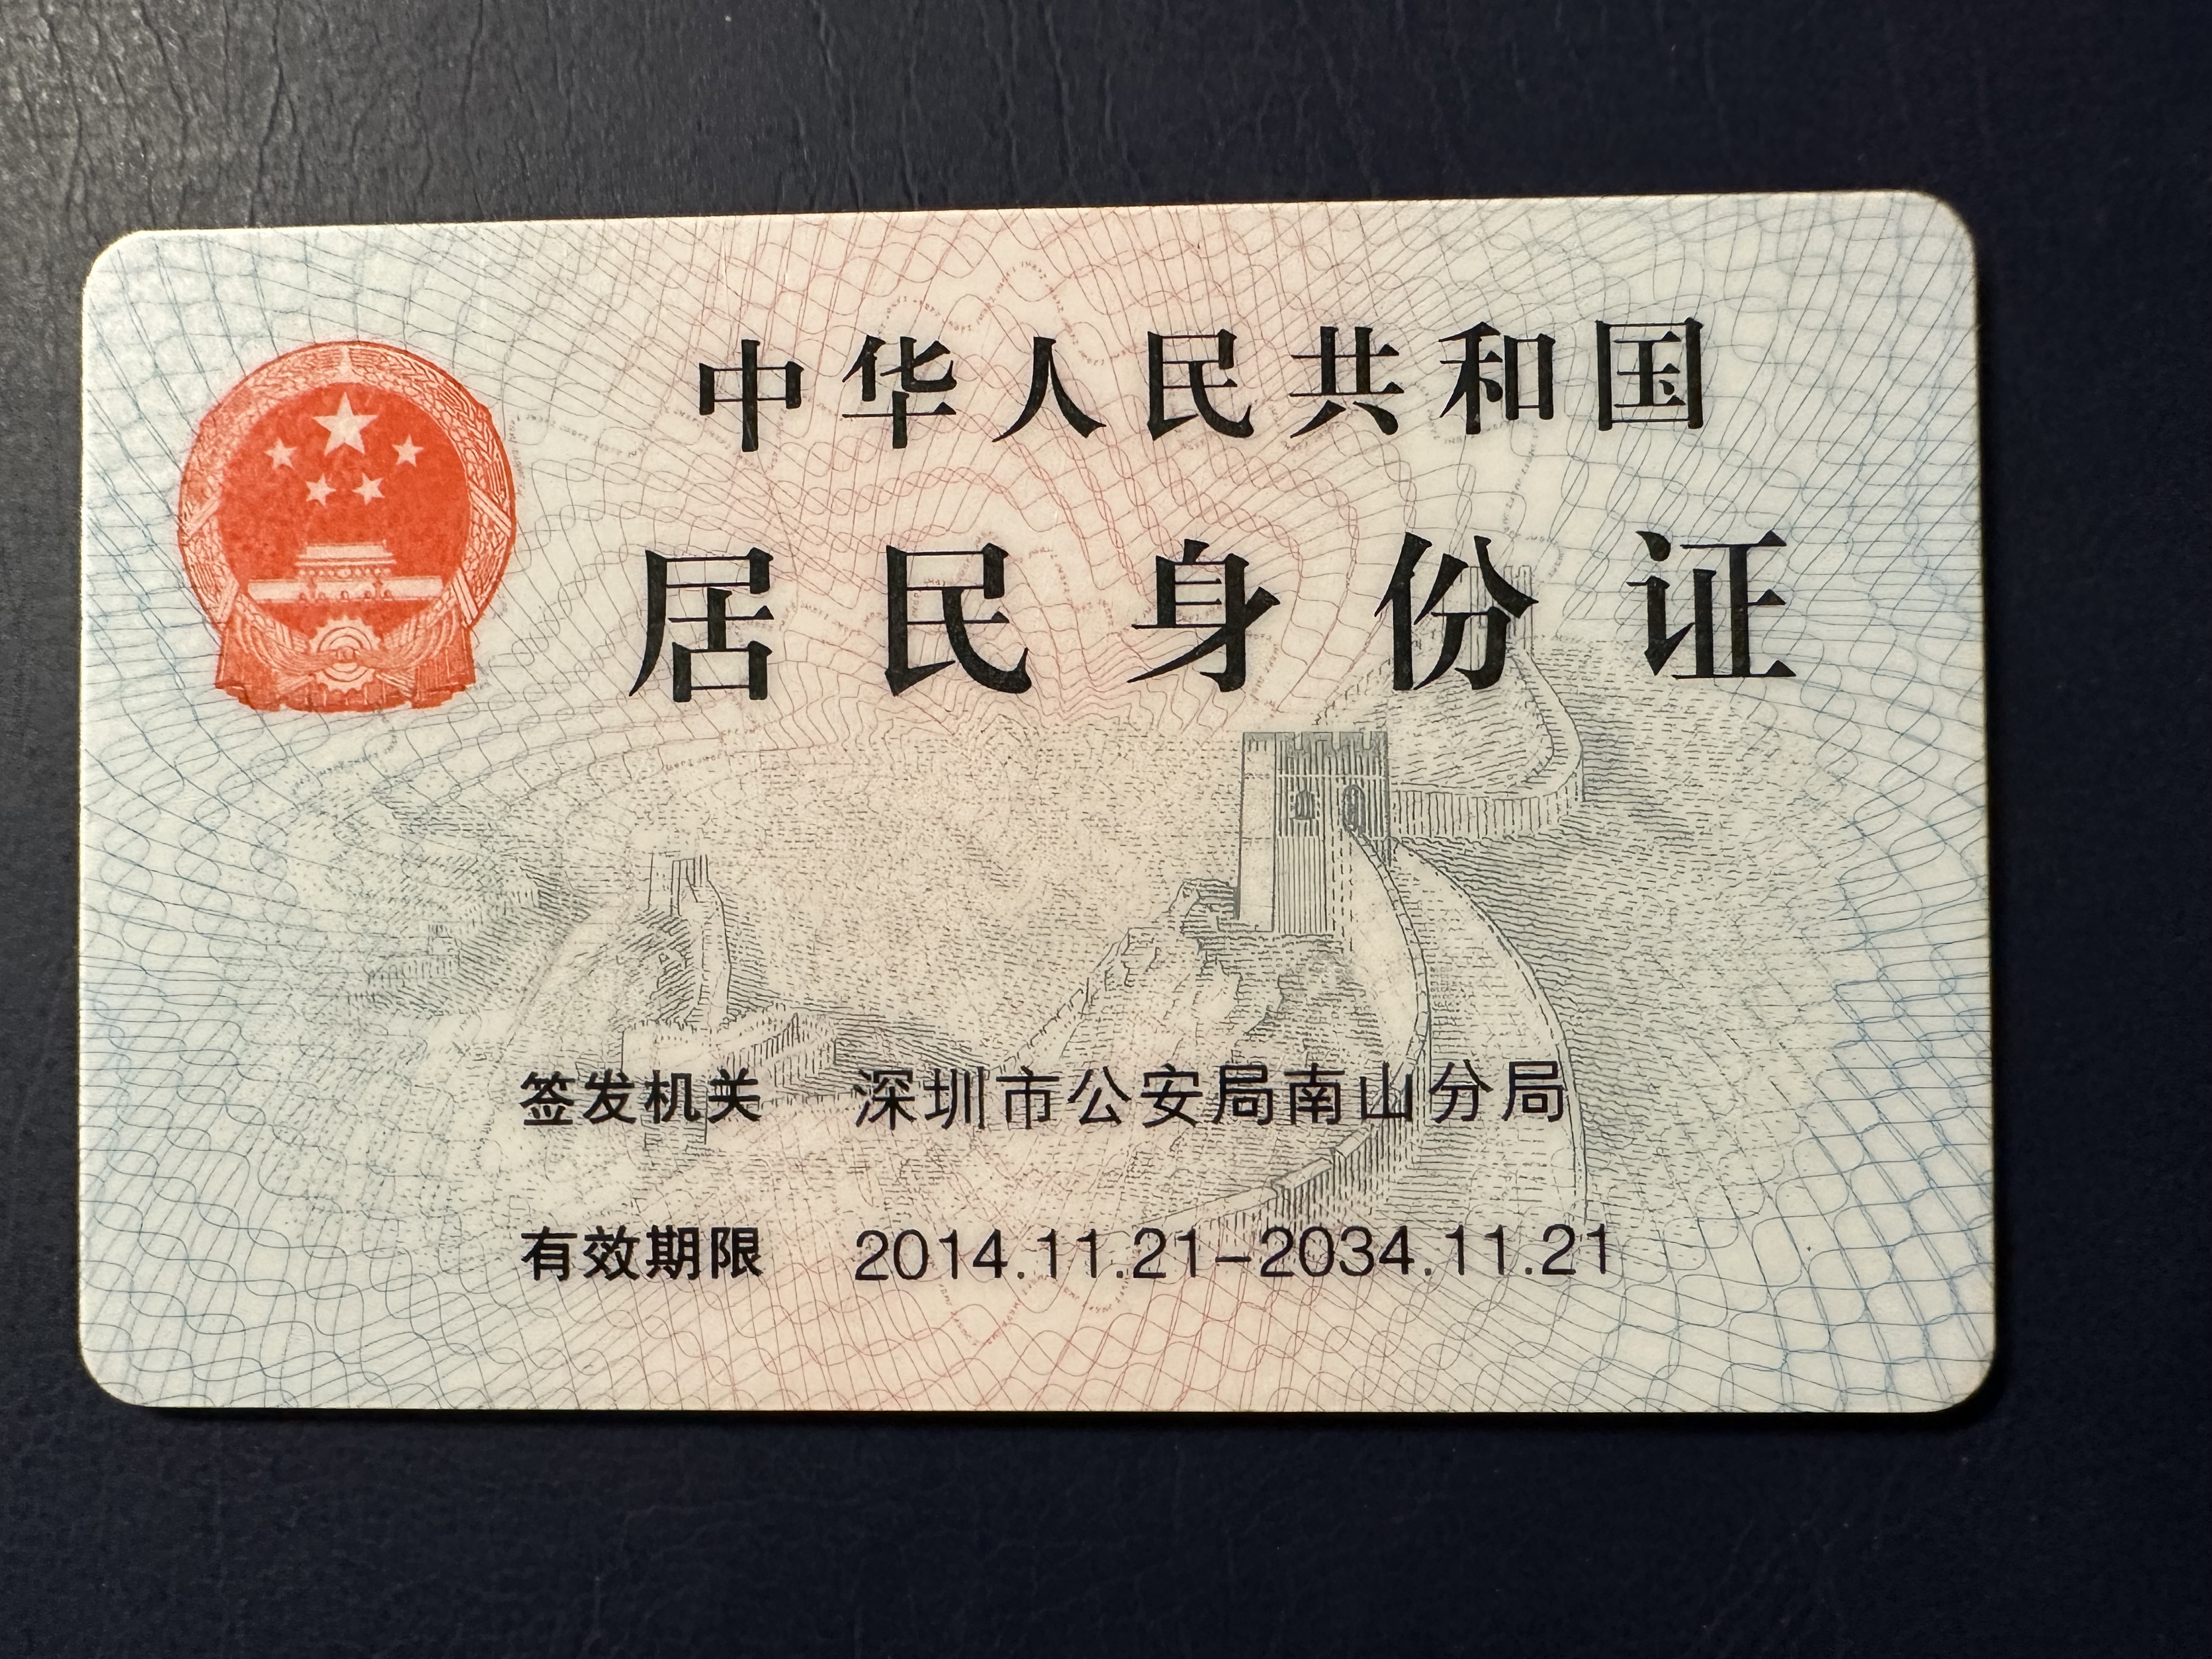 中华人民共和国
居民身份证
签发机关 深圳市公安局南山分局
有效期限 2014.11.21-2034.11.21